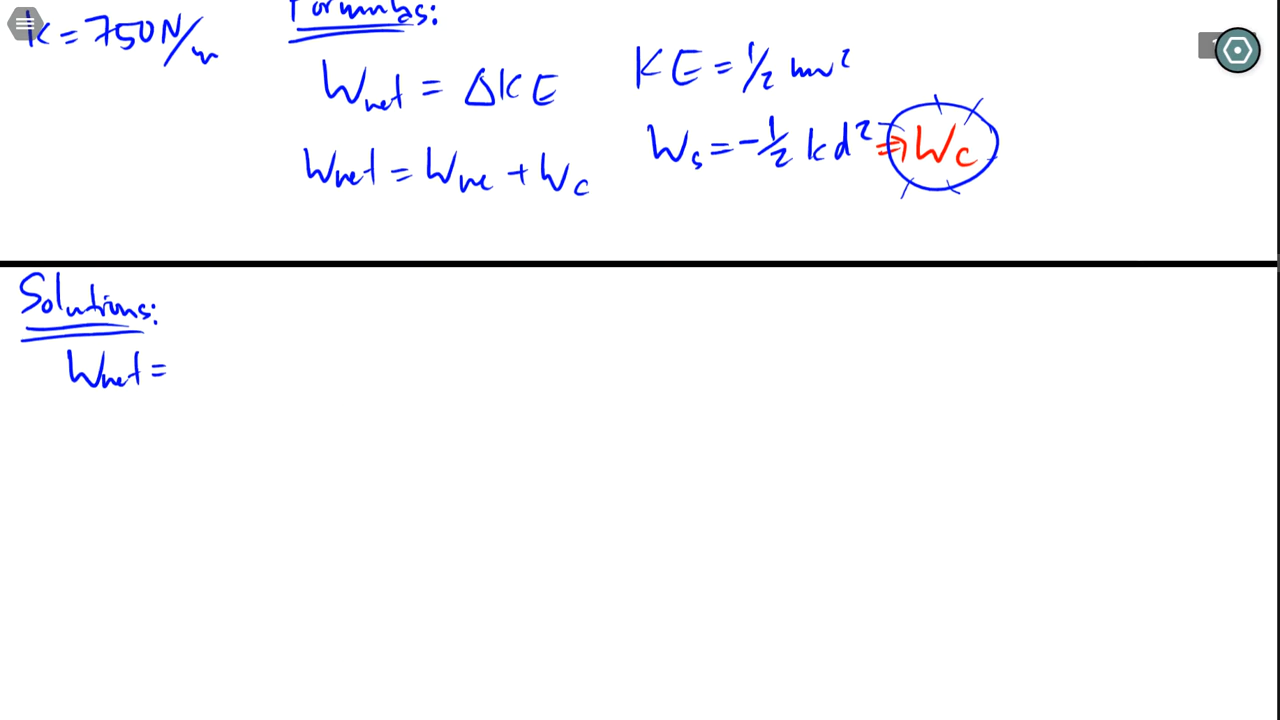 k = 750 N/m
Formulas:
Wnet = ΔKE
KE = 1/2 mv²
Wnet = Wnc + Wc
Ws = -1/2 kd² ⇒ Wc
Solutions:
Wnet =